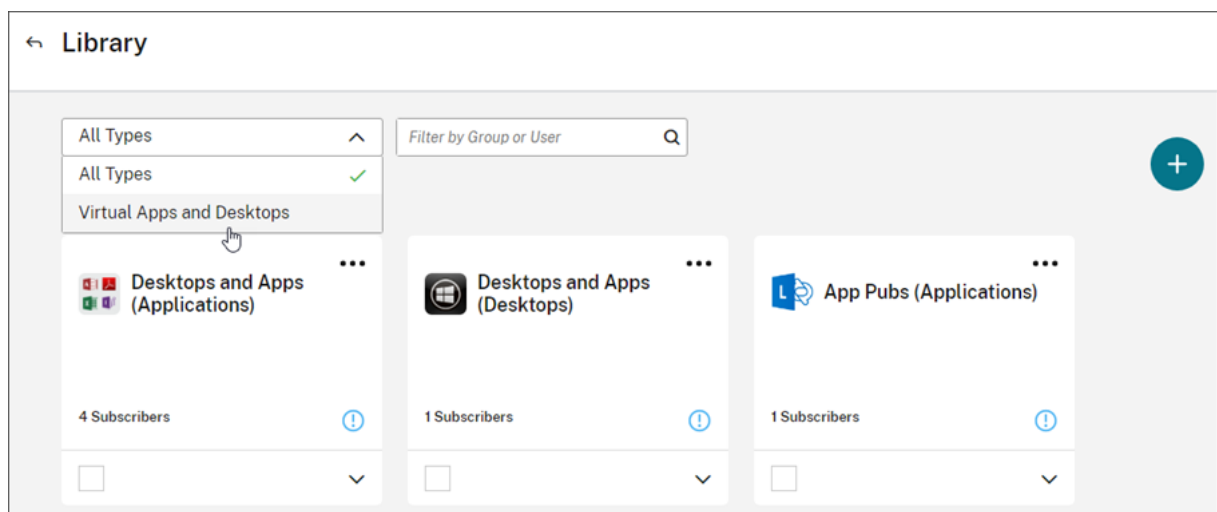 Library
All Types
Filter by Group or User
All Types
Virtual Apps and Desktops
Desktops and Apps
(Applications)
4 Subscribers
Desktops and Apps
(Desktops)
1 Subscribers
L
App Pubs (Applications)
1 Subscribers